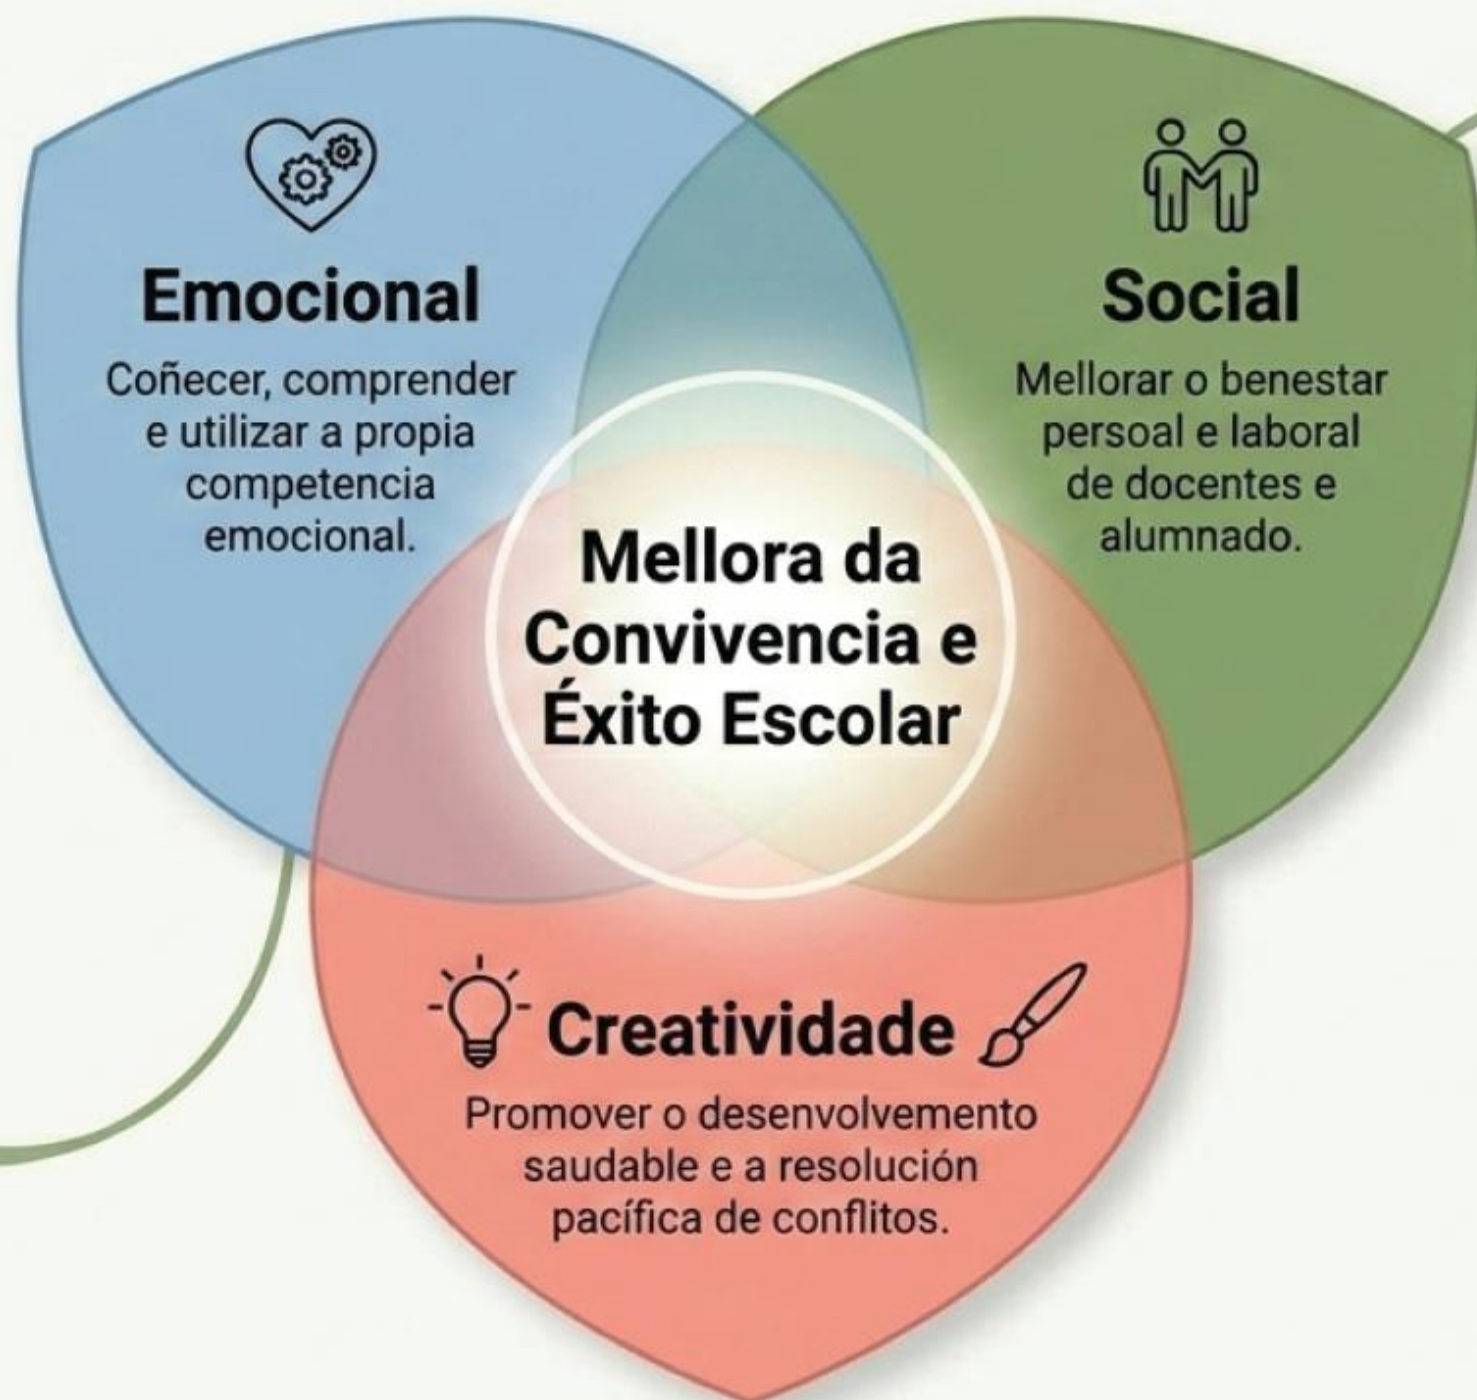 Emocional
Coñecer, comprender
e utilizar a propia
competencia
emocional.
Social
Mellorar o benestar
persoal e laboral
de docentes e
alumnado.
Mellora da
Convivencia e
Éxito Escolar
Creatividade
Promover o desenvolvemento
saudable e a resolución
pacífica de conflitos.